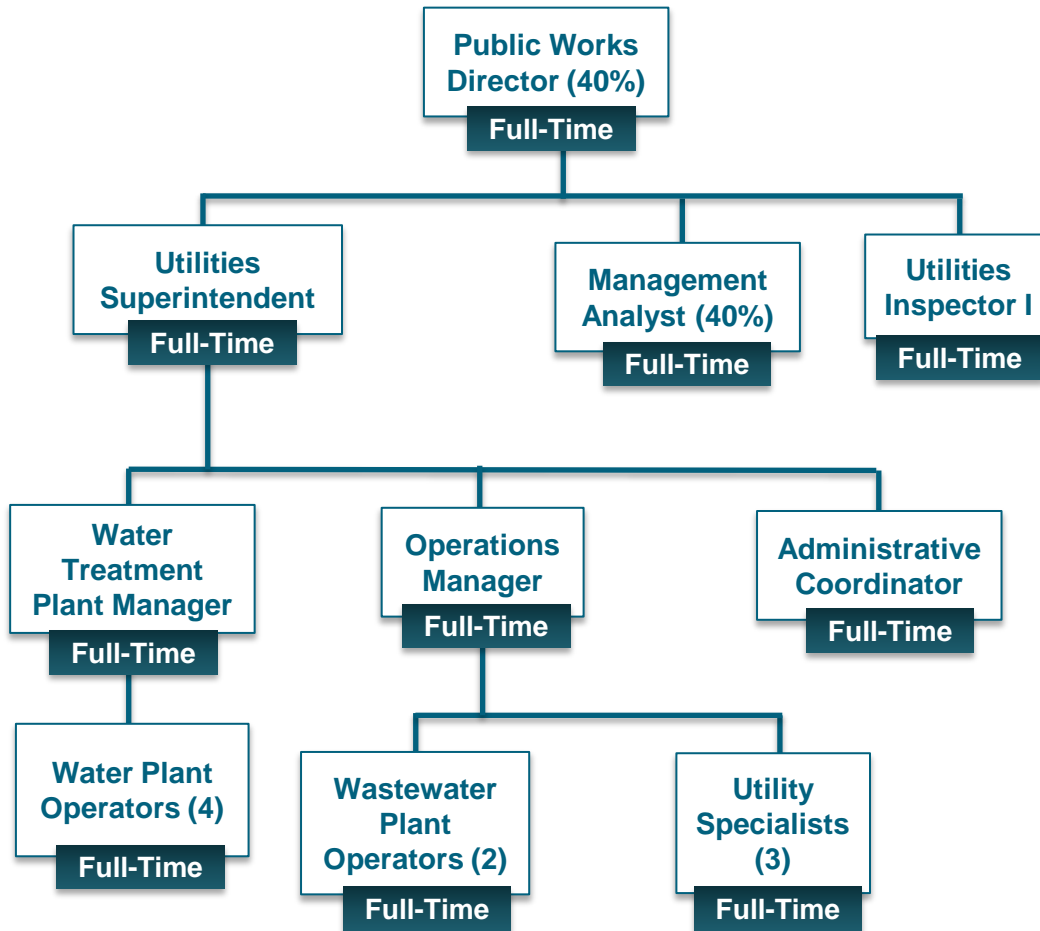 Public Works
Director (40%)
Full-Time
Utilities
Superintendent
Full-Time
Management
Analyst (40%)
Full-Time
Utilities
Inspector I
Full-Time
Water
Treatment
Plant Manager
Full-Time
Operations
Manager
Full-Time
Administrative
Coordinator
Full-Time
Water Plant
Operators (4)
Full-Time
Wastewater
Plant
Operators (2)
Full-Time
Utility
Specialists
(3)
Full-Time